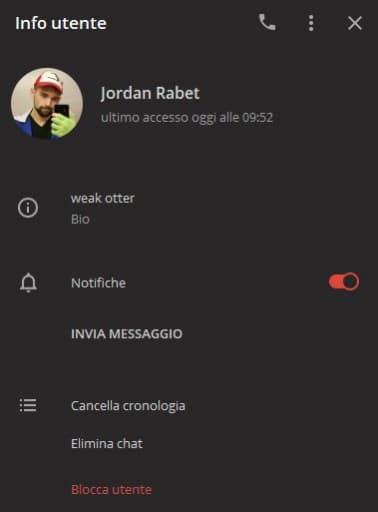 Info utente
Jordan Rabet
ultimo accesso oggi alle 09:52
weak otter
Bio
Notifiche
INVIA MESSAGGIO
Cancella cronologia
Elimina chat
Blocca utente